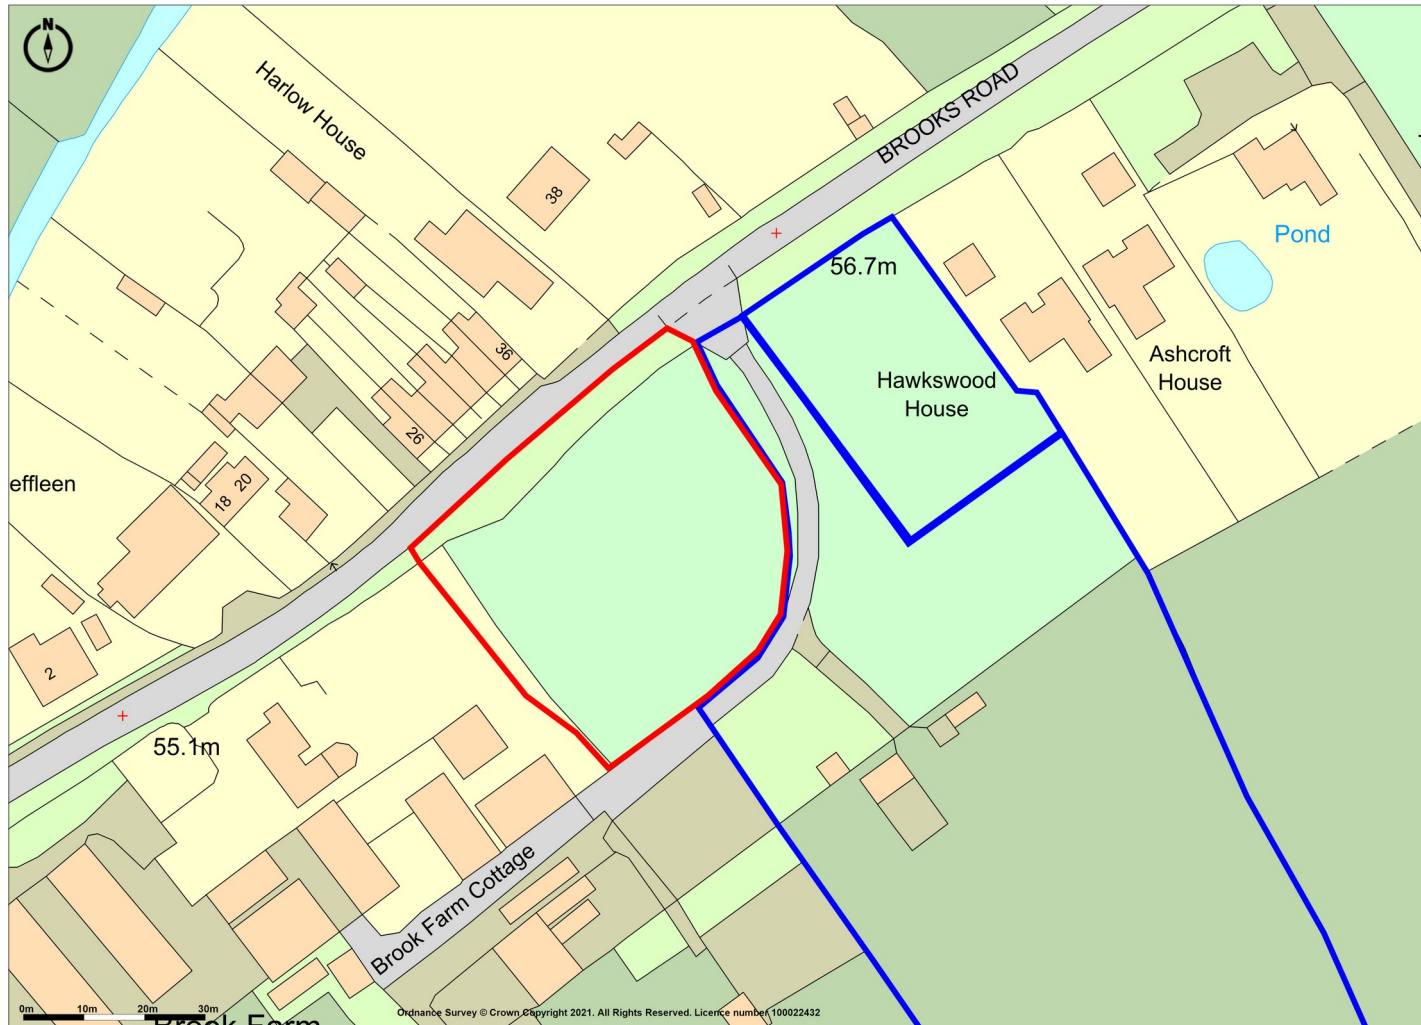 N
Harlow House
BROOKS ROAD
38
56.7m
Pond
36
Ashcroft
House
Hawkswood
House
26
effleen
18 20
2
55.1m
Brook Farm Cottage
0m 10m 20m 30m
Ordnance Survey © Crown Copyright 2021. All Rights Reserved. Licence number 100022432
Brook Farm